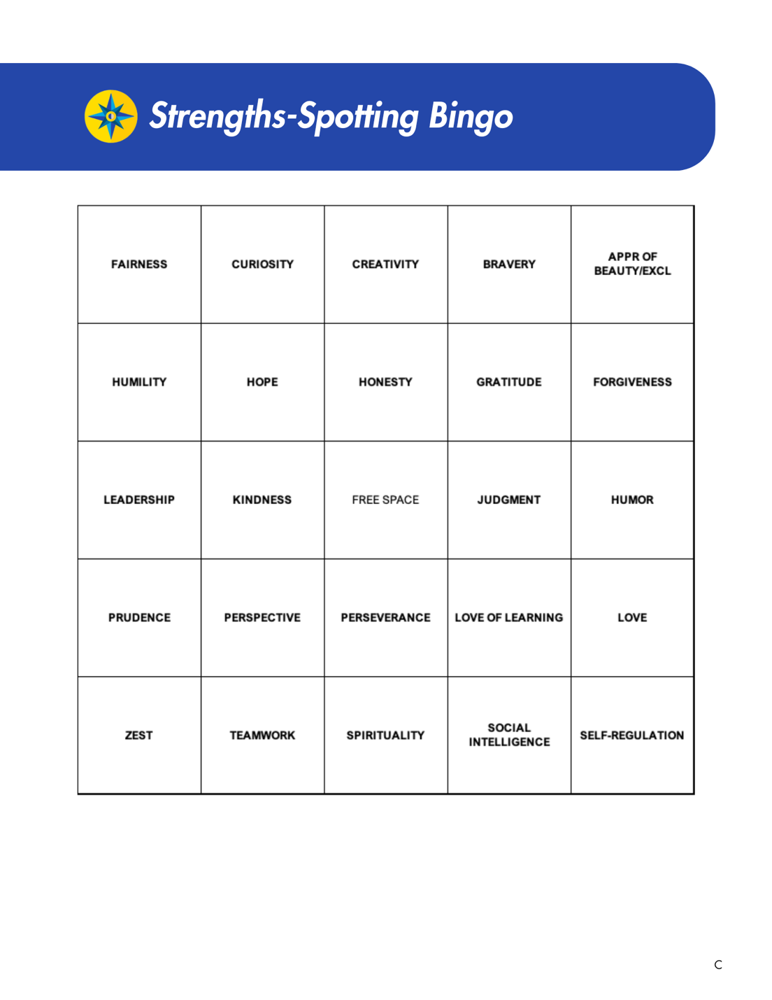 Strengths-Spotting Bingo
FAIRNESS
CURIOSITY
CREATIVITY
BRAVERY
APPR OF
BEAUTY/EXCL
HUMILITY
HOPE
HONESTY
GRATITUDE
FORGIVENESS
LEADERSHIP
KINDNESS
FREE SPACE
JUDGMENT
HUMOR
PRUDENCE
PERSPECTIVE
PERSEVERANCE
LOVE OF LEARNING
LOVE
ZEST
TEAMWORK
SPIRITUALITY
SOCIAL
INTELLIGENCE
SELF-REGULATION
C